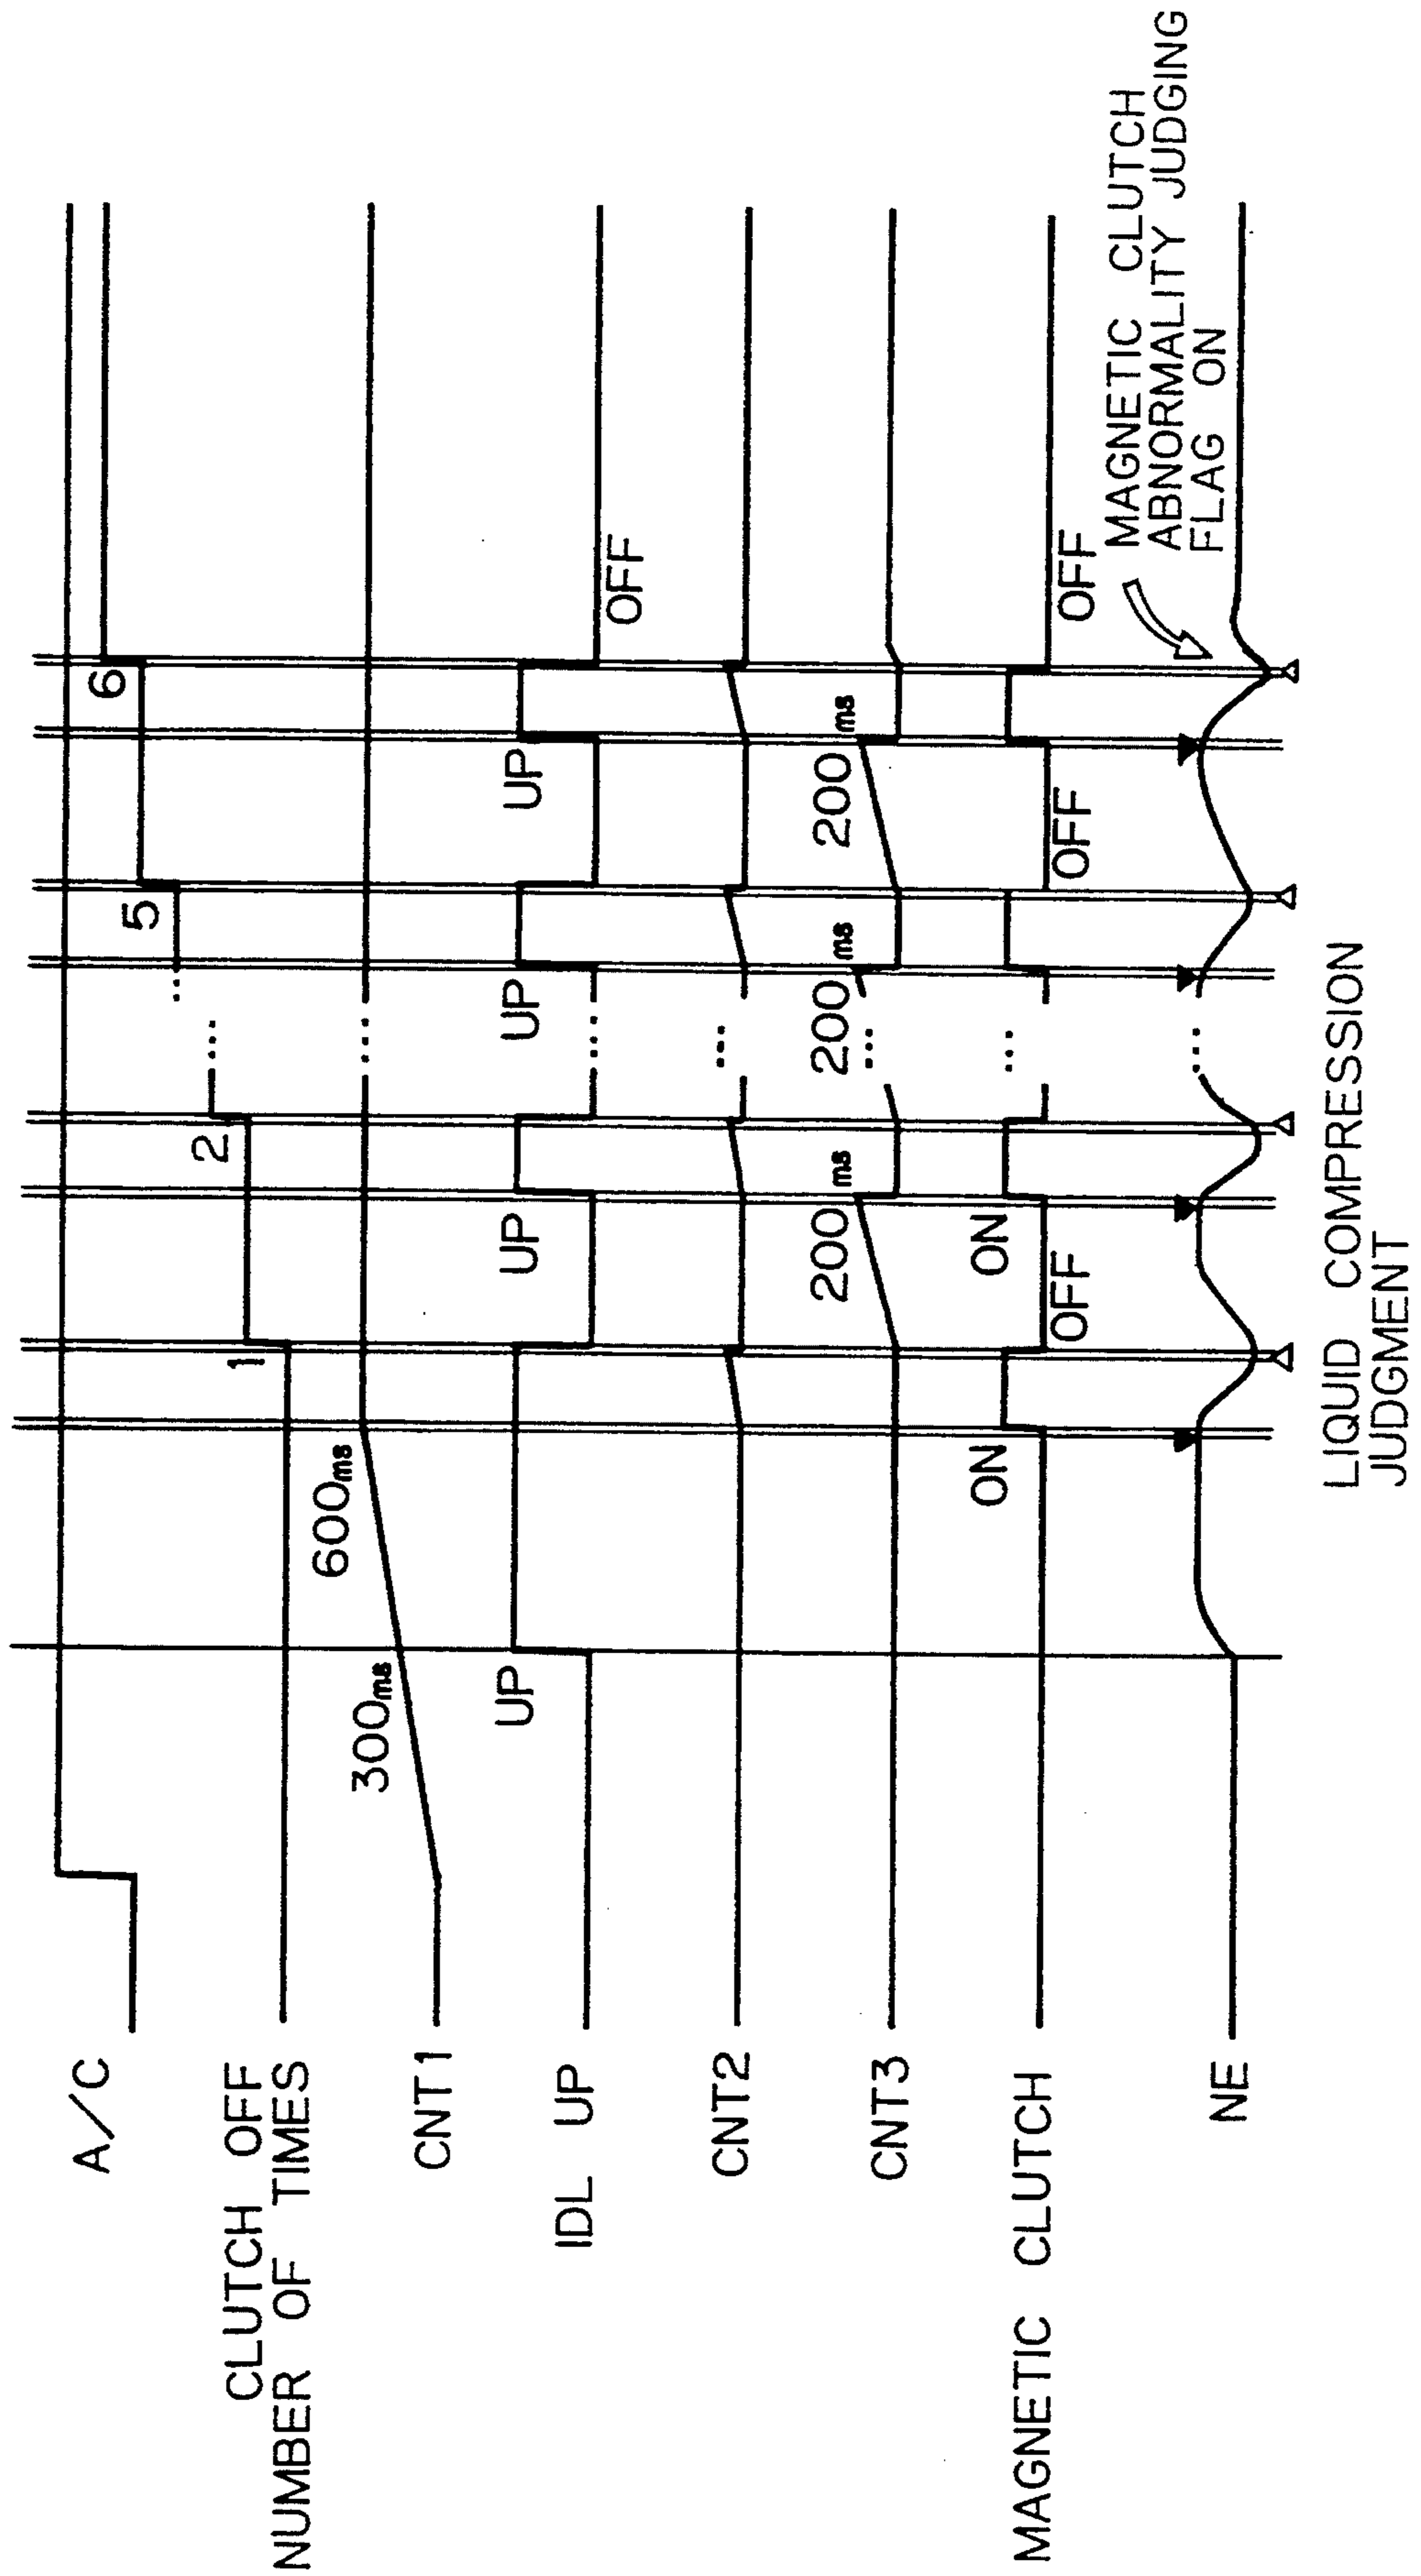 A/C
6
5
2
1
CLUTCH OFF
NUMBER OF TIMES
300ms
600ms
CNT1
UP
UP
UP
UP
OFF
IDL UP
CNT2
200ms
200ms
200ms
CNT3
ON
OFF
ON
OFF
OFF
MAGNETIC CLUTCH
MAGNETIC CLUTCH
ABNORMALITY JUDGING
FLAG ON
NE
LIQUID COMPRESSION
JUDGMENT